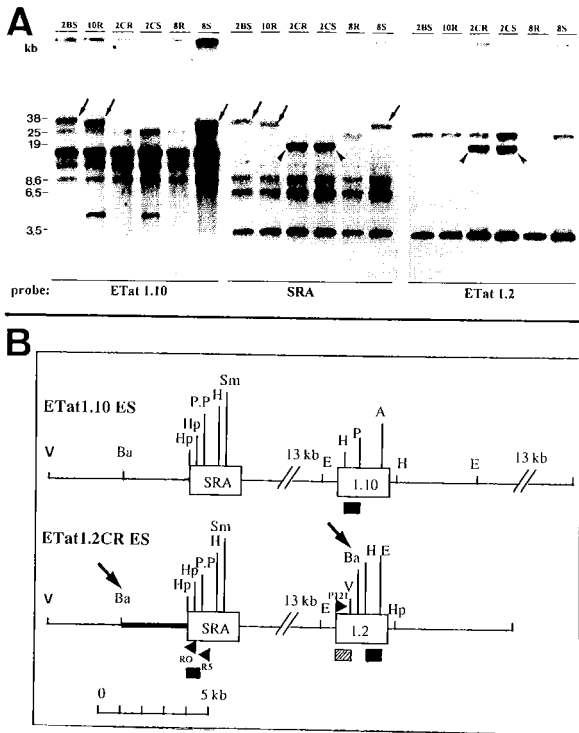 A
2BS 10R 2CR 2CS 8R 8S 2BS 10R 2CR 2CS 8R 8S 2BS 10R 2CR 2CS 8R 8S
kb
38
25
19
8.6
6.5
3.5
probe: ETat 1.10 SRA ETat 1.2
B
ETat1.10 ES
V Ba Hp Hp P.P H Sm SRA 13 kb E H P A 1.10 H E 13 kb
ETat1.2CR ES
V Ba Hp Hp P.P H Sm SRA 13 kb E P121 V Ba H E 1.2 Hp
RO R5
0 5 kb